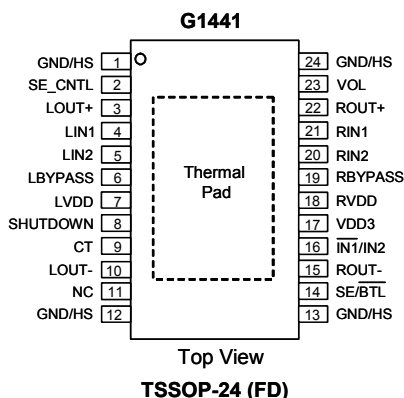 G1441
GND/HS 1 24 GND/HS
SE_CNTL 2 23 VOL
LOUT+ 3 22 ROUT+
LIN1 4 21 RIN1
LIN2 5 20 RIN2
LBYPASS 6 19 RBYPASS
LVDD 7 18 RVDD
SHUTDOWN 8 17 VDD3
CT 9 16 I̅N̅1̅/IN2
LOUT- 10 15 ROUT-
NC 11 14 SE/B̅T̅L̅
GND/HS 12 13 GND/HS
Thermal
Pad
Top View
TSSOP-24 (FD)